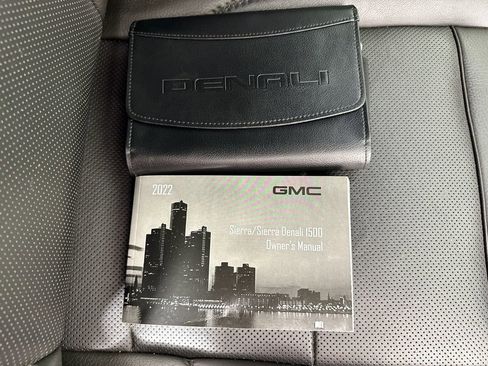 DENALI
2022
GMC
Sierra/Sierra Denali 1500
Owner's Manual